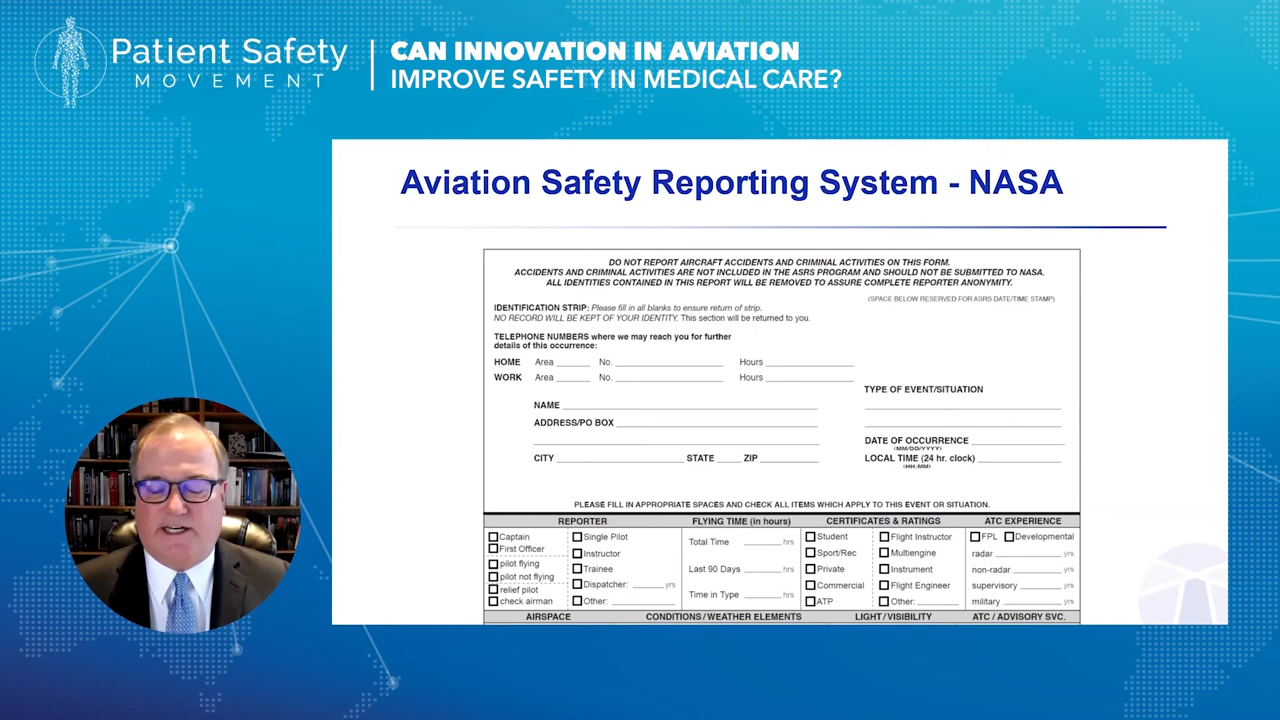 Patient Safety
MOVEMENT
CAN INNOVATION IN AVIATION
IMPROVE SAFETY IN MEDICAL CARE?
Aviation Safety Reporting System - NASA
DO NOT REPORT AIRCRAFT ACCIDENTS AND CRIMINAL ACTIVITIES ON THIS FORM.
ACCIDENTS AND CRIMINAL ACTIVITIES ARE NOT INCLUDED IN THE ASRS PROGRAM AND SHOULD NOT BE SUBMITTED TO NASA.
ALL IDENTITIES CONTAINED IN THIS REPORT WILL BE REMOVED TO ASSURE COMPLETE REPORTER ANONYMITY.
(SPACE BELOW RESERVED FOR ASRS DATE/TIME STAMP)
IDENTIFICATION STRIP: Please fill in all blanks to ensure return of strip.
NO RECORD WILL BE KEPT OF YOUR IDENTITY. This section will be returned to you.
TELEPHONE NUMBERS where we may reach you for further
details of this occurrence:
HOME Area No. Hours
WORK Area No. Hours
TYPE OF EVENT/SITUATION
NAME
ADDRESS/PO BOX
DATE OF OCCURRENCE
(MM/DD/YYYY)
CITY STATE ZIP
LOCAL TIME (24 hr. clock)
(HH:MM)
PLEASE FILL IN APPROPRIATE SPACES AND CHECK ALL ITEMS WHICH APPLY TO THIS EVENT OR SITUATION.
REPORTER
Captain
First Officer
pilot flying
pilot not flying
relief pilot
check airman
Single Pilot
Instructor
Trainee
Dispatcher: yrs
Other:
FLYING TIME (in hours)
Total Time hrs
Last 90 Days hrs
Time in Type hrs
CERTIFICATES & RATINGS
Student
Sport/Rec
Private
Commercial
ATP
Flight Instructor
Multiengine
Instrument
Flight Engineer
Other:
ATC EXPERIENCE
FPL Developmental
radar yrs
non-radar yrs
supervisory yrs
military yrs
AIRSPACE
CONDITIONS/WEATHER ELEMENTS
LIGHT/VISIBILITY
ATC / ADVISORY SVC.